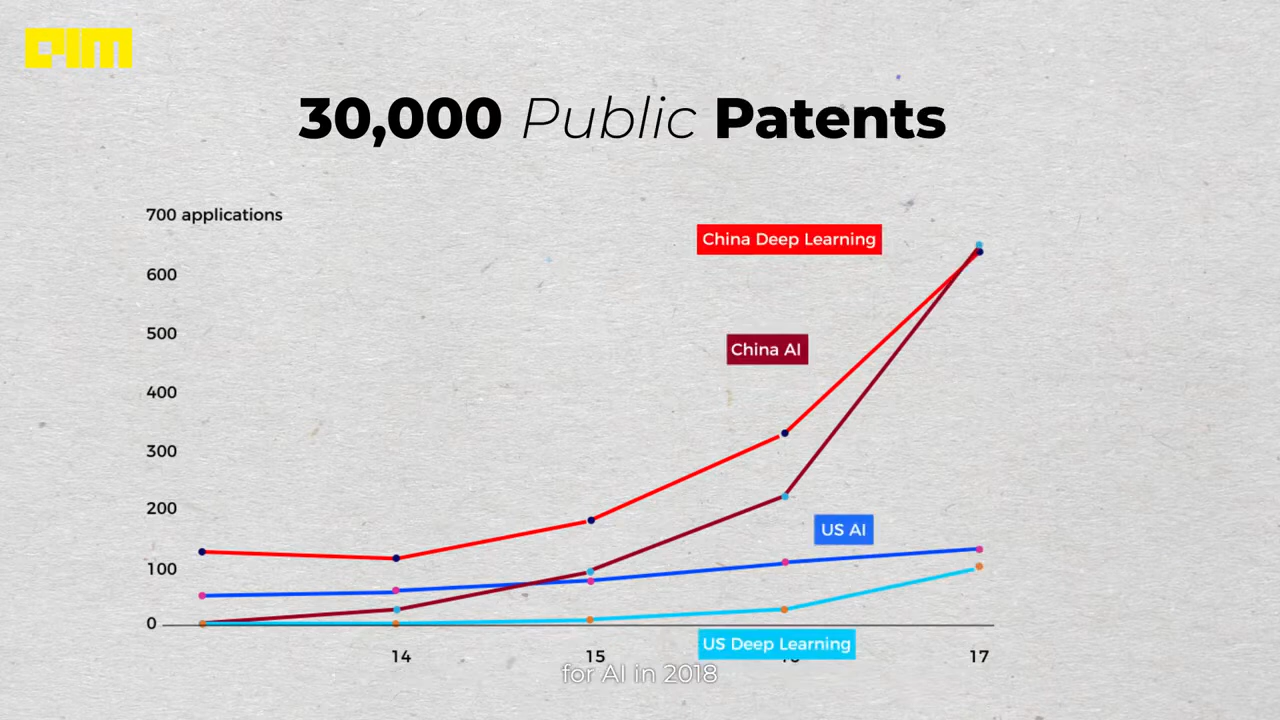 AIM
30,000 Public Patents
700 applications
600
500
400
300
200
100
0
China Deep Learning
China AI
US AI
US Deep Learning
14
15
17
for AI in 2018